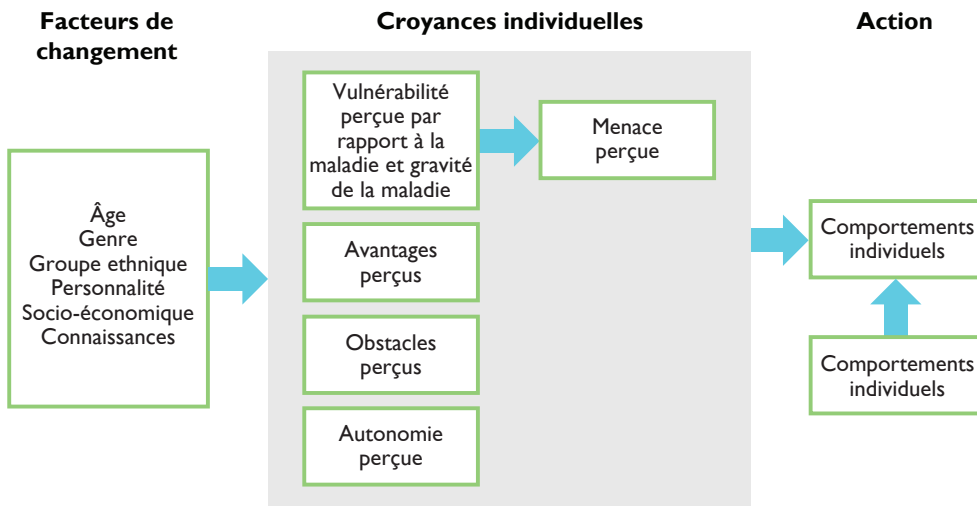 Facteurs de
changement
Croyances individuelles
Action
Âge
Genre
Groupe ethnique
Personnalité
Socio-économique
Connaissances
Vulnérabilité
perçue par
rapport à la
maladie et gravité
de la maladie
Menace
perçue
Avantages
perçus
Obstacles
perçus
Autonomie
perçue
Comportements
individuels
Comportements
individuels